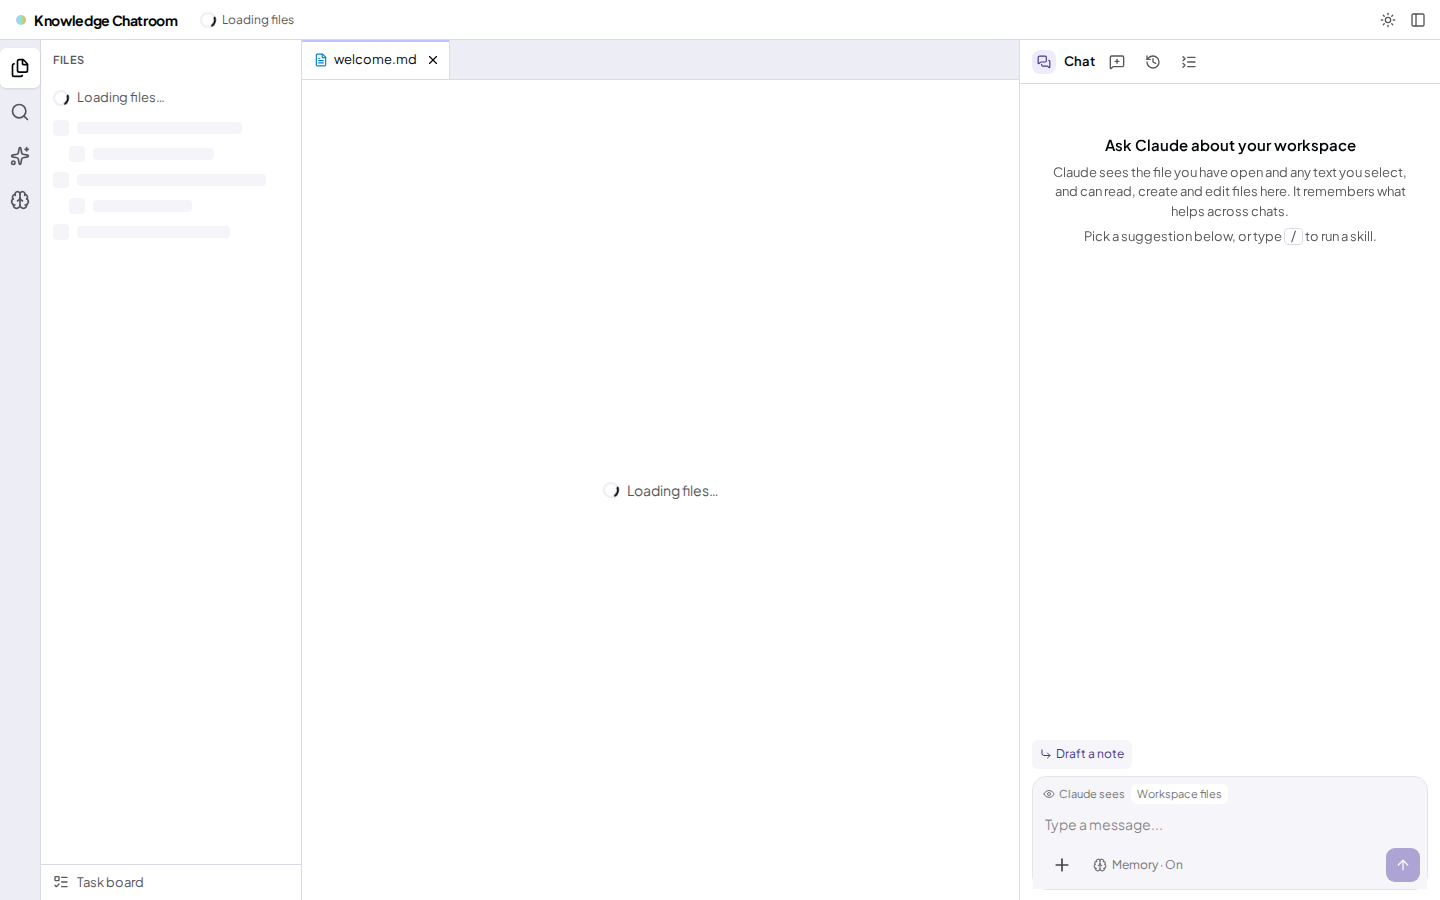 Knowledge Chatroom
Loading files
FILES
Loading files...
Task board
welcome.md
Loading files...
Chat
Ask Claude about your workspace
Claude sees the file you have open and any text you select,
and can read, create and edit files here. It remembers what
helps across chats.
Pick a suggestion below, or type / to run a skill.
Draft a note
Claude sees Workspace files
Type a message...
Memory · On